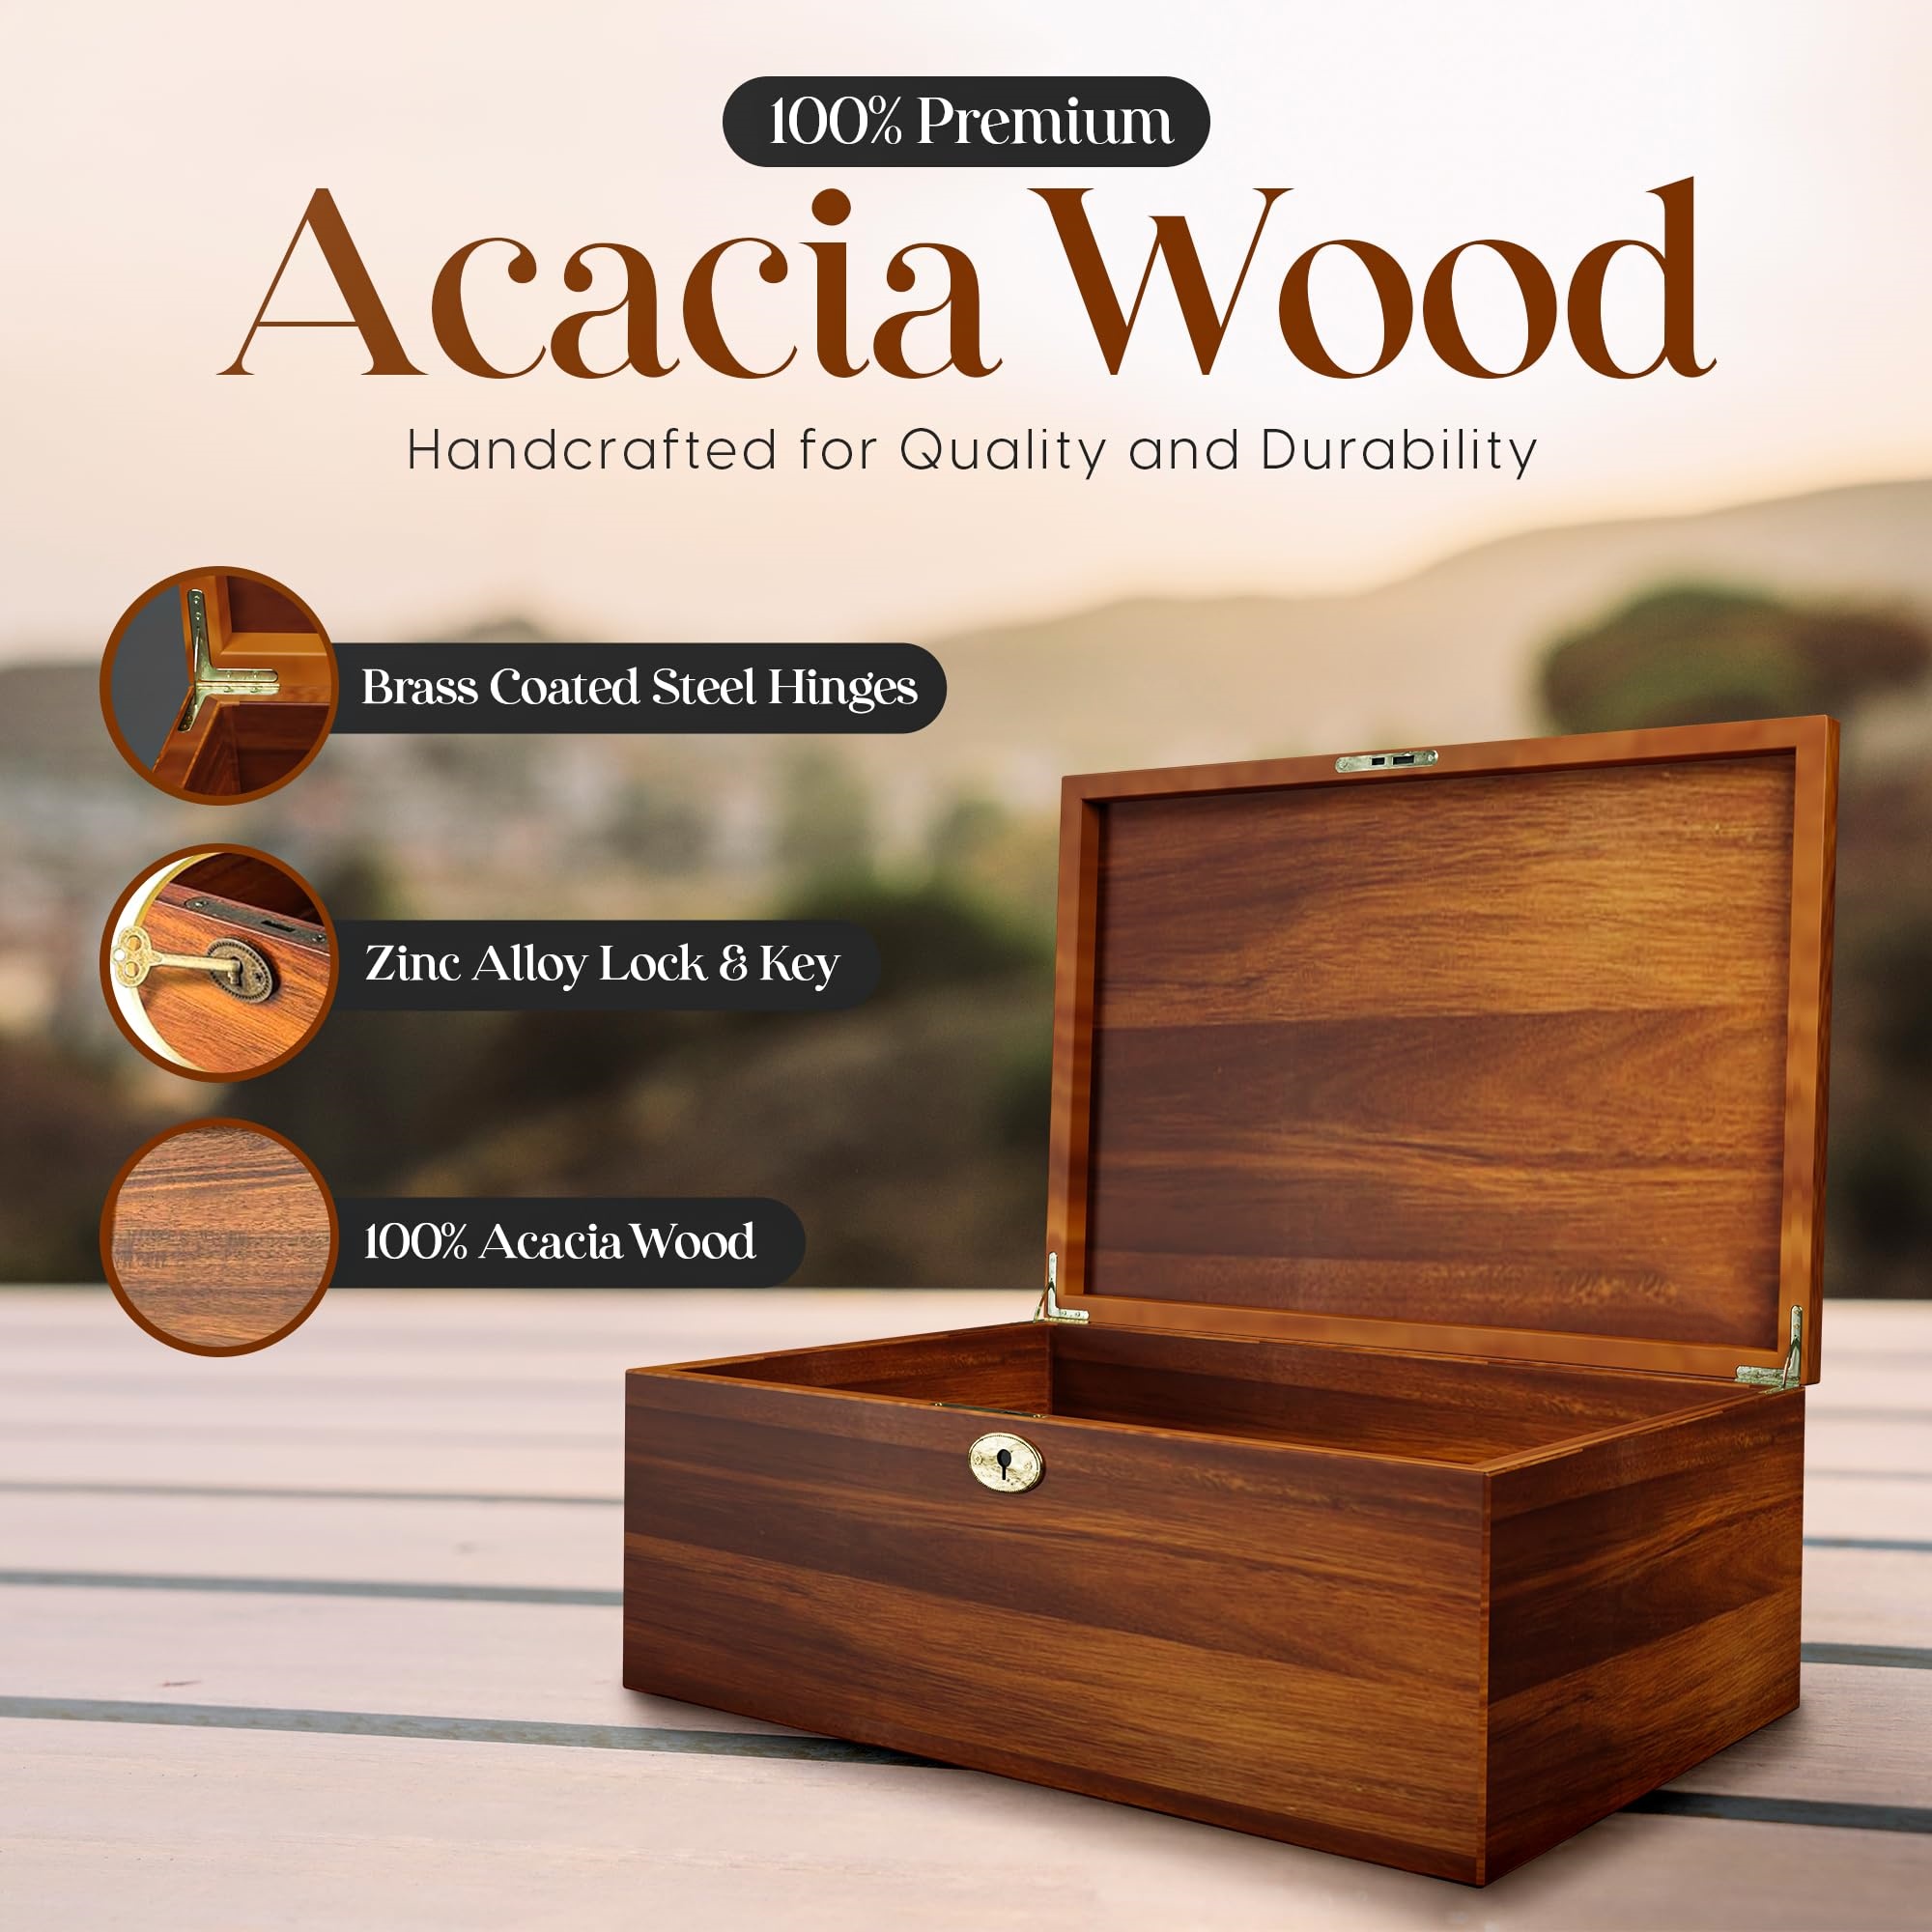 100% Premium
Acacia Wood
Handcrafted for Quality and Durability
Brass Coated Steel Hinges
Zinc Alloy Lock & Key
100% Acacia Wood